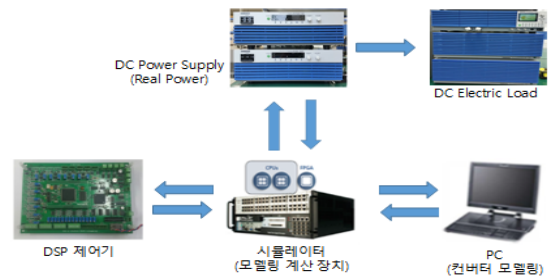 DC Power Supply
(Real Power)
DC Electric Load
CPUs
FPGA
DSP 제어기
시뮬레이터
(모델링 계산 장치)
PC
(컨버터 모델링)